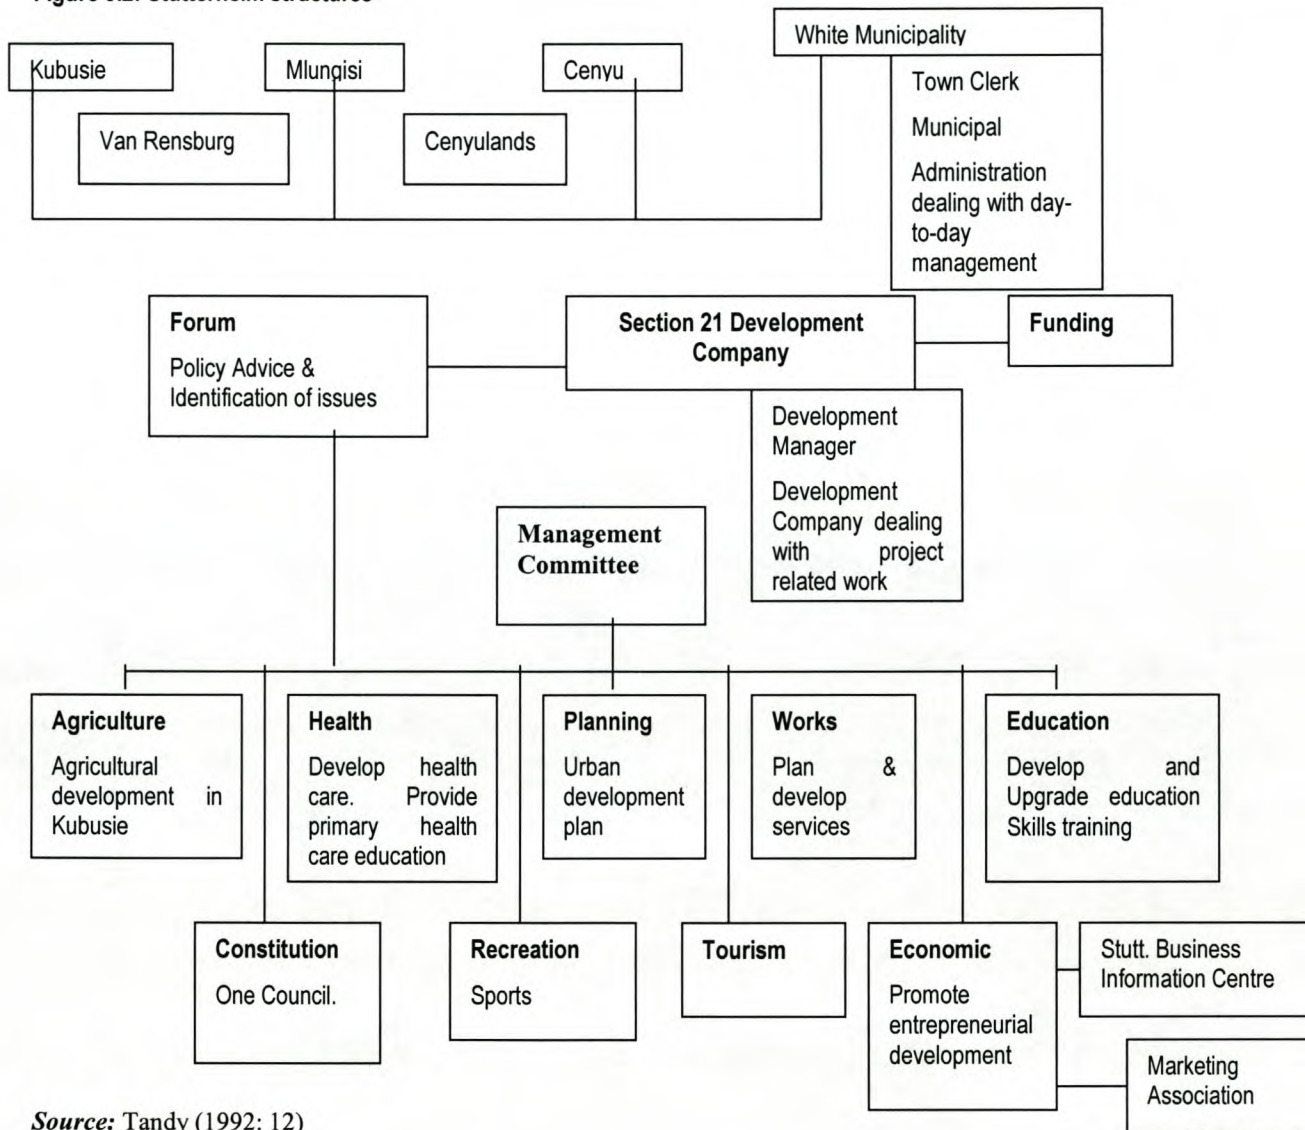 Kubusie
Mlungisi
Cenyu
White Municipality
Van Rensburg
Cenyulands
Town Clerk
Municipal
Administration
dealing with day-
to-day
management
Forum
Policy Advice &
Identification of issues
Section 21 Development
Company
Funding
Development
Manager
Development
Company dealing
with project
related work
Management
Committee
Agriculture
Agricultural
development in
Kubusie
Health
Develop health
care. Provide
primary health
care education
Planning
Urban
development
plan
Works
Plan &
develop
services
Education
Develop and
Upgrade education
Skills training
Constitution
One Council.
Recreation
Sports
Tourism
Economic
Promote
entrepreneurial
development
Stutt. Business
Information Centre
Marketing
Association
Source: Tandy (1992: 12)